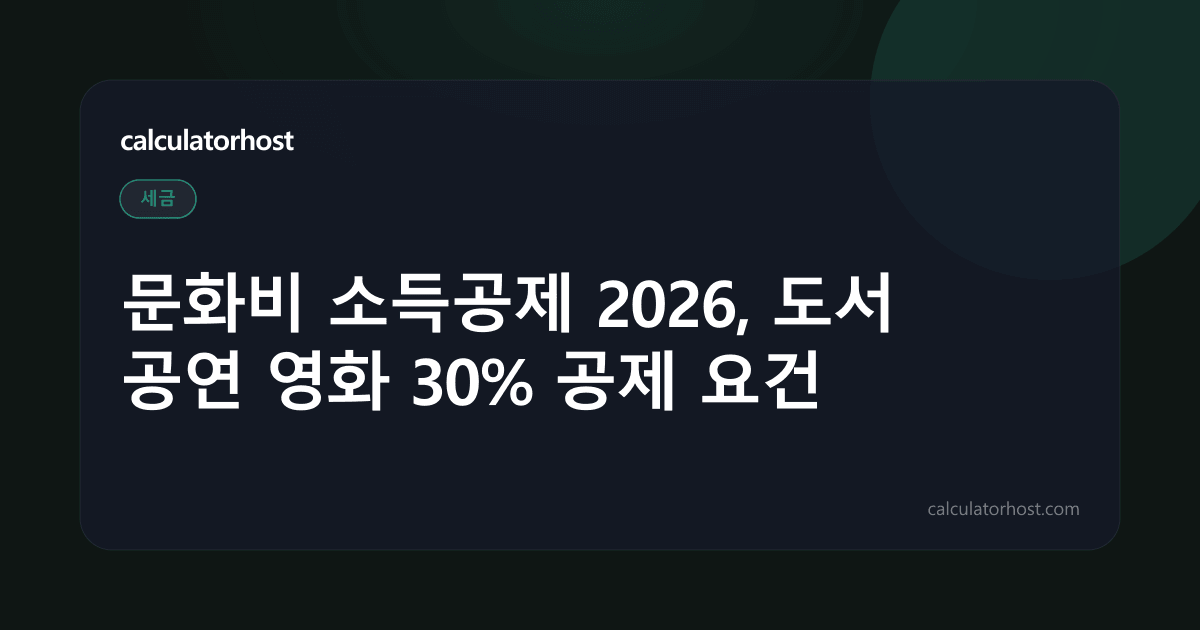 calculatorhost
세금
문화비 소득공제 2026, 도서
공연 영화 30% 공제 요건
calculatorhost.com